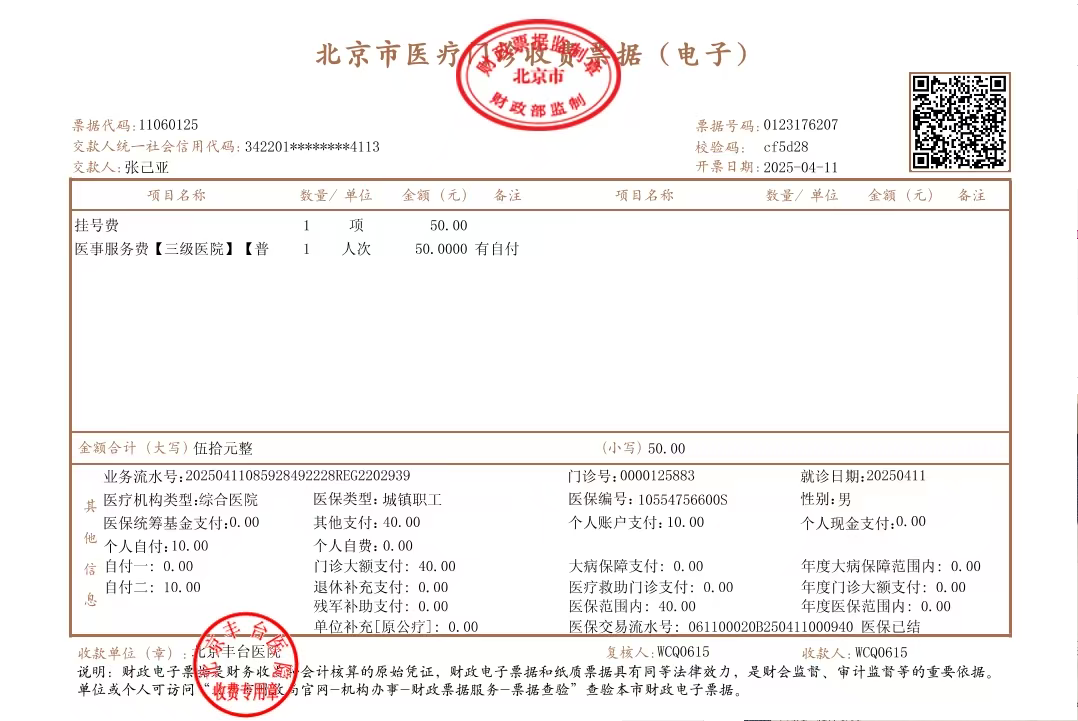 北京市医疗门诊收费票据（电子）
财政票据监制章
北京市
财政部监制
票据代码:11060125
票据号码:0123176207
交款人统一社会信用代码:342201********4113
校验码: cf5d28
交款人:张己亚
开票日期:2025-04-11
项目名称 数量/单位 金额（元） 备注 项目名称 数量/单位 金额（元） 备注
挂号费 1 项 50.00
医事服务费【三级医院】【普 1 人次 50.0000 有自付
金额合计（大写）伍拾元整 （小写）50.00
其他信息
业务流水号:20250411085928492228REG2202939 门诊号:0000125883 就诊日期:20250411
医疗机构类型:综合医院 医保类型:城镇职工 医保编号:10554756600S 性别:男
医保统筹基金支付:0.00 其他支付:40.00 个人账户支付:10.00 个人现金支付:0.00
个人自付:10.00 个人自费:0.00
自付一: 0.00 门诊大额支付: 40.00 大病保障支付: 0.00 年度大病保障范围内: 0.00
自付二: 10.00 退休补充支付: 0.00 医疗救助门诊支付: 0.00 年度门诊大额支付: 0.00
残军补助支付: 0.00 医保范围内: 40.00 年度医保范围内: 0.00
单位补充[原公疗]: 0.00 医保交易流水号: 061100020B250411000940 医保已结
收款单位（章）:北京丰台医院 复核人:WCQ0615 收款人:WCQ0615
北京丰台医院
收费专用章
说明：财政电子票据是财务收支和会计核算的原始凭证，财政电子票据和纸质票据具有同等法律效力，是财会监督、审计监督等的重要依据。
单位或个人可访问“北京市财政局官网—机构办事—财政票据服务—票据查验”查验本市财政电子票据。